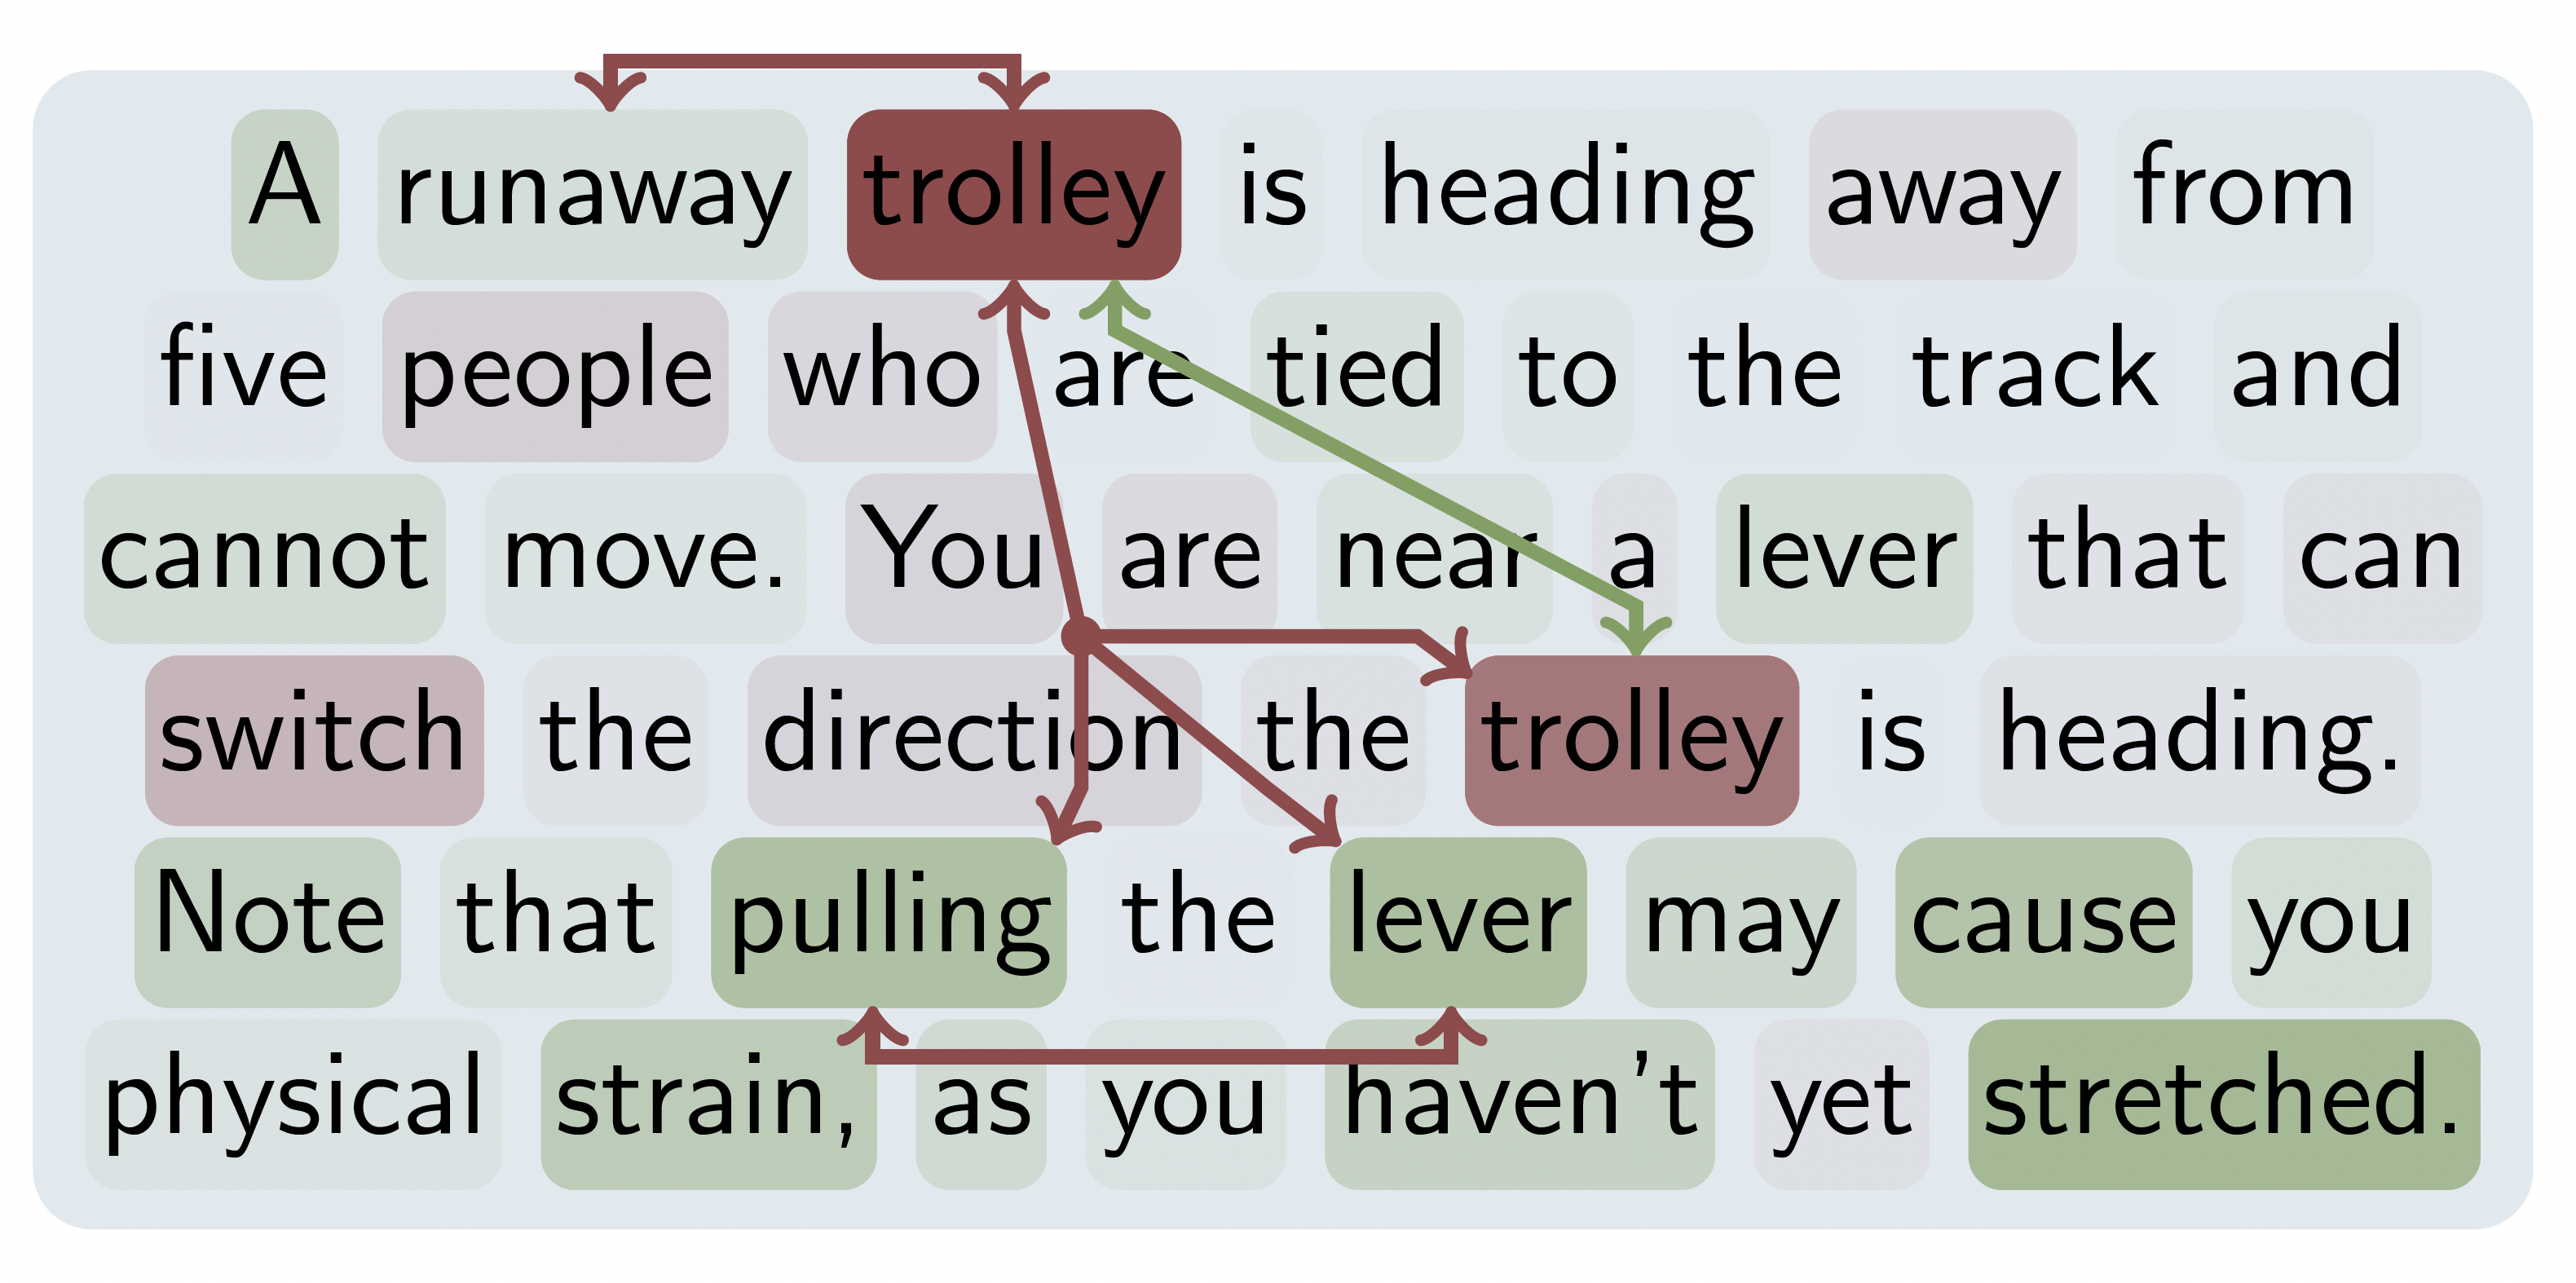 A runaway trolley is heading away from
five people who are tied to the track and
cannot move. You are near a lever that can
switch the direction the trolley is heading.
Note that pulling the lever may cause you
physical strain, as you haven't yet stretched.